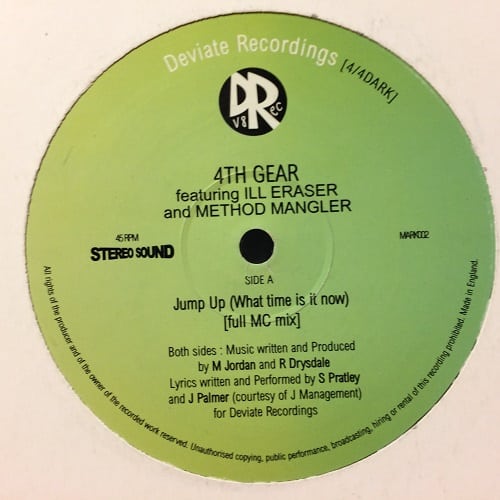 Deviate Recordings [4/4DARK]
DR
V8 ec
4TH GEAR
featuring ILL ERASER
and METHOD MANGLER
45 RPM
STEREO SOUND
MARK002
SIDE A
Jump Up (What time is it now)
[full MC mix]
Both sides : Music written and Produced
by M Jordan and R Drysdale
Lyrics written and Performed by S Pratley
and J Palmer (courtesy of J Management)
for Deviate Recordings
All rights of the producer and of the owner of the recorded work reserved. Unauthorised copying, public performance, broadcasting, hiring or rental of this recording prohibited. Made in England.